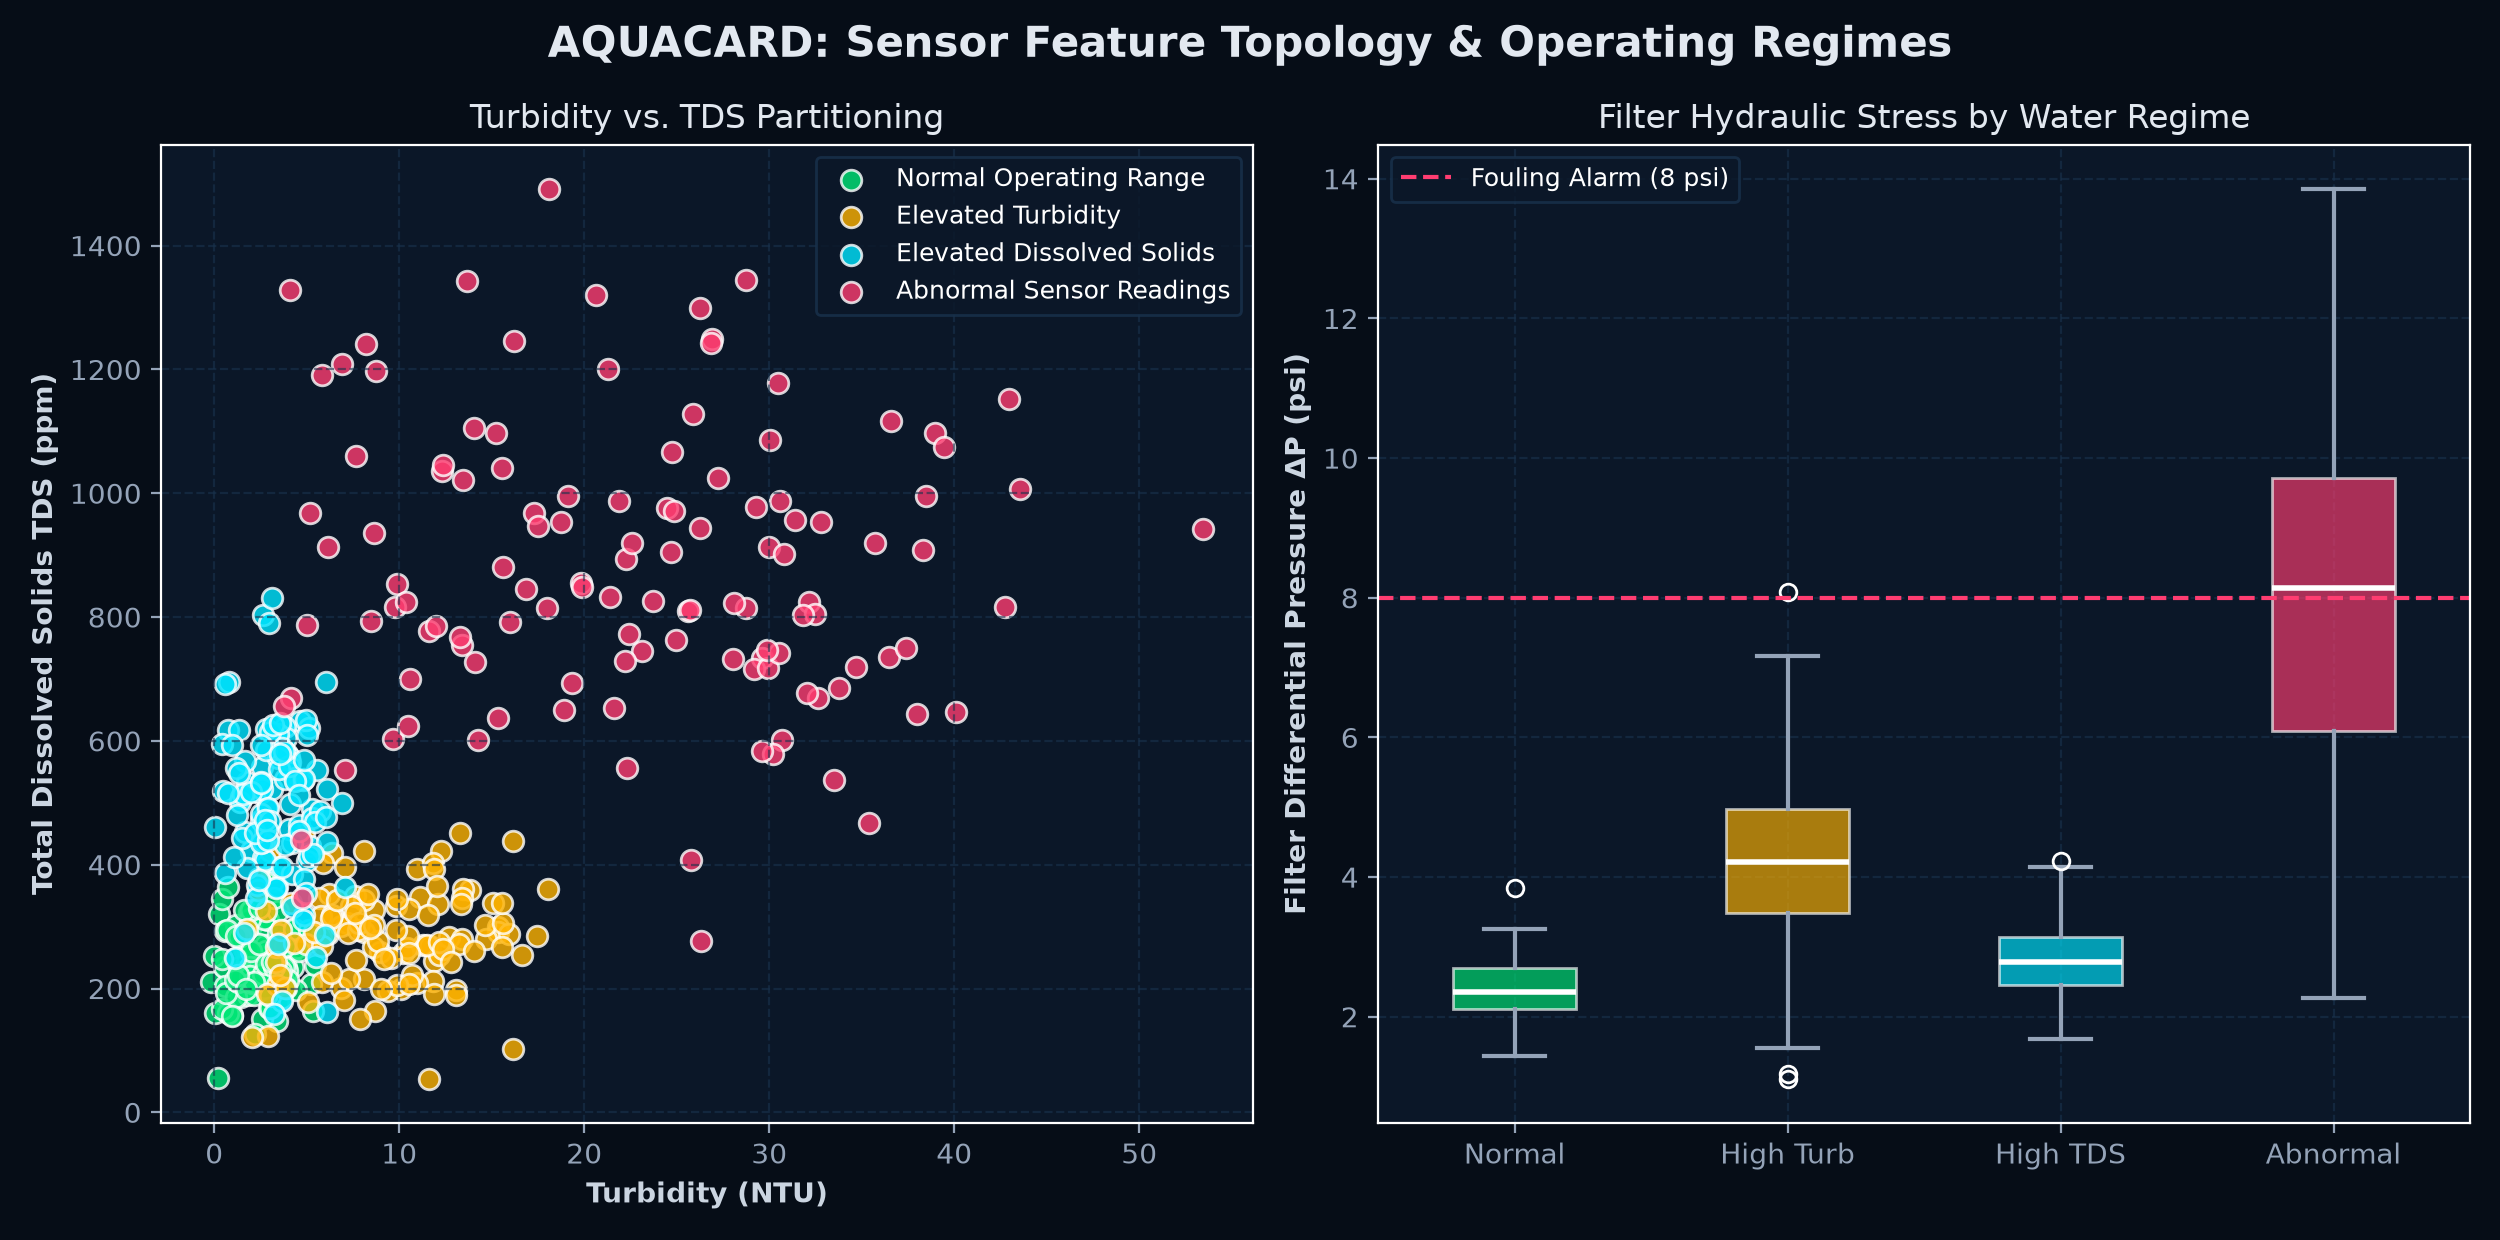 AQUACARD: Sensor Feature Topology & Operating Regimes
Turbidity vs. TDS Partitioning
Total Dissolved Solids TDS (ppm)
1400
1200
1000
800
600
400
200
0
0 10 20 30 40 50
Turbidity (NTU)
Normal Operating Range
Elevated Turbidity
Elevated Dissolved Solids
Abnormal Sensor Readings
Filter Hydraulic Stress by Water Regime
Filter Differential Pressure ΔP (psi)
14
12
10
8
6
4
2
Normal High Turb High TDS Abnormal
Fouling Alarm (8 psi)